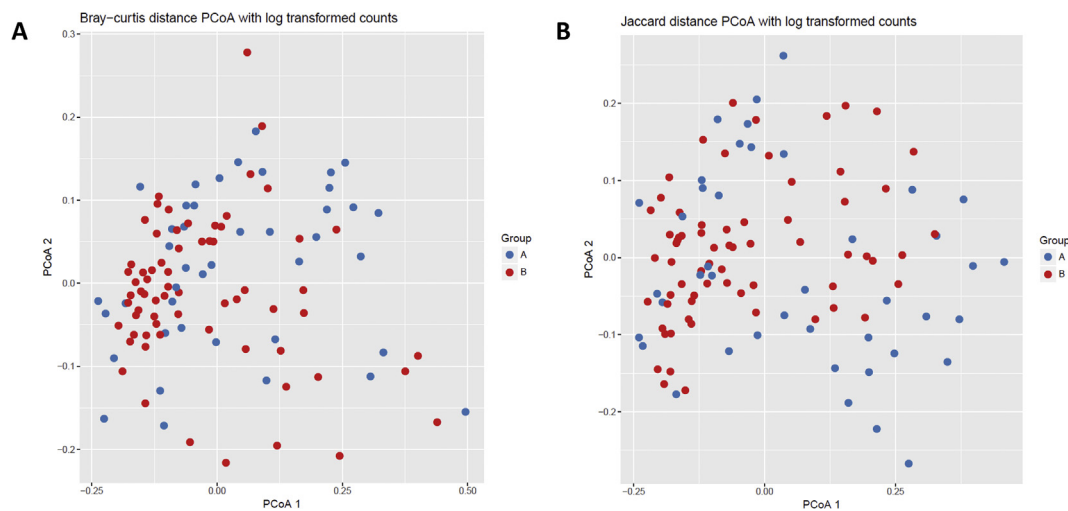 A
Bray-curtis distance PCoA with log transformed counts
0.3
0.2
0.1
0.0
−0.1
−0.2
PCoA 2
−0.25
0.00
0.25
0.50
PCoA 1
Group
A
B
B
Jaccard distance PCoA with log transformed counts
0.2
0.1
0.0
−0.1
−0.2
PCoA 2
−0.25
0.00
0.25
PCoA 1
Group
A
B